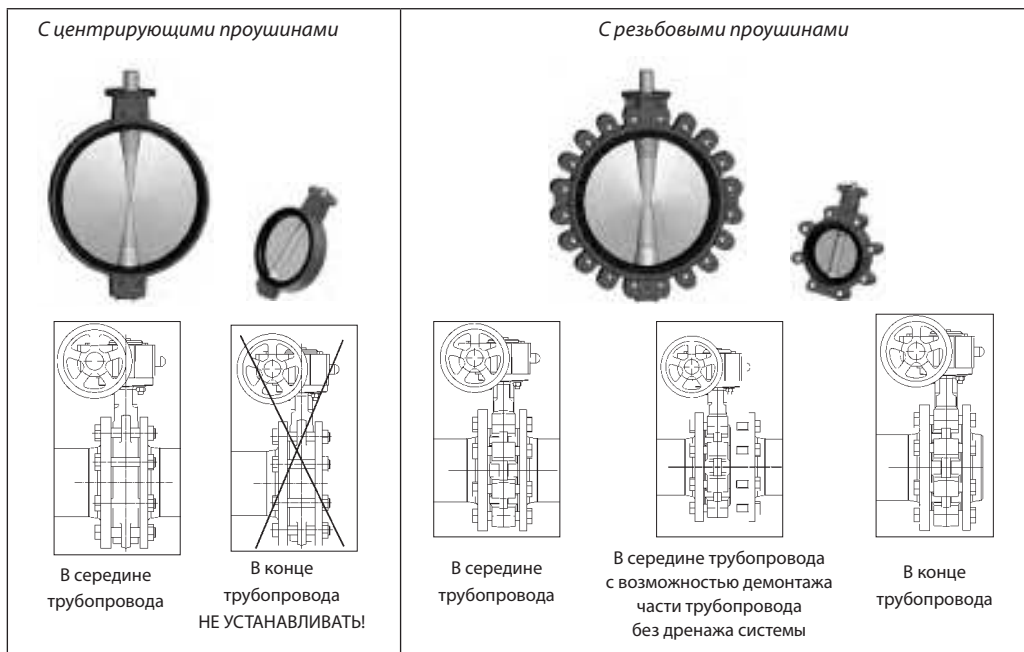 С центрирующими проушинами
С резьбовыми проушинами
В середине
трубопровода
В конце
трубопровода
НЕ УСТАНАВЛИВАТЬ!
В середине
трубопровода
В середине трубопровода
с возможностью демонтажа
части трубопровода
без дренажа системы
В конце
трубопровода